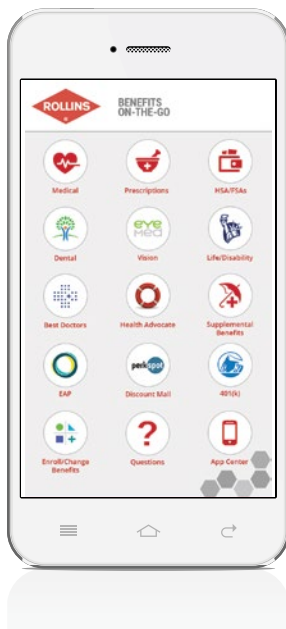 ROLLINS
BENEFITS
ON-THE-GO
Medical
Prescriptions
HSA/FSAs
Dental
eye
Med
Vision
Life/Disability
Best Doctors
Health Advocate
Supplemental
Benefits
EAP
perkspot
Discount Mall
401(k)
Enroll/Change
Benefits
?
Questions
App Center